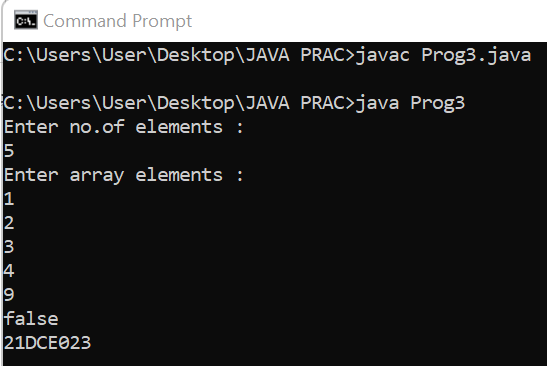 Command Prompt
C:\Users\User\Desktop\JAVA PRAC>javac Prog3.java
C:\Users\User\Desktop\JAVA PRAC>java Prog3
Enter no.of elements :
5
Enter array elements :
1
2
3
4
9
false
21DCE023